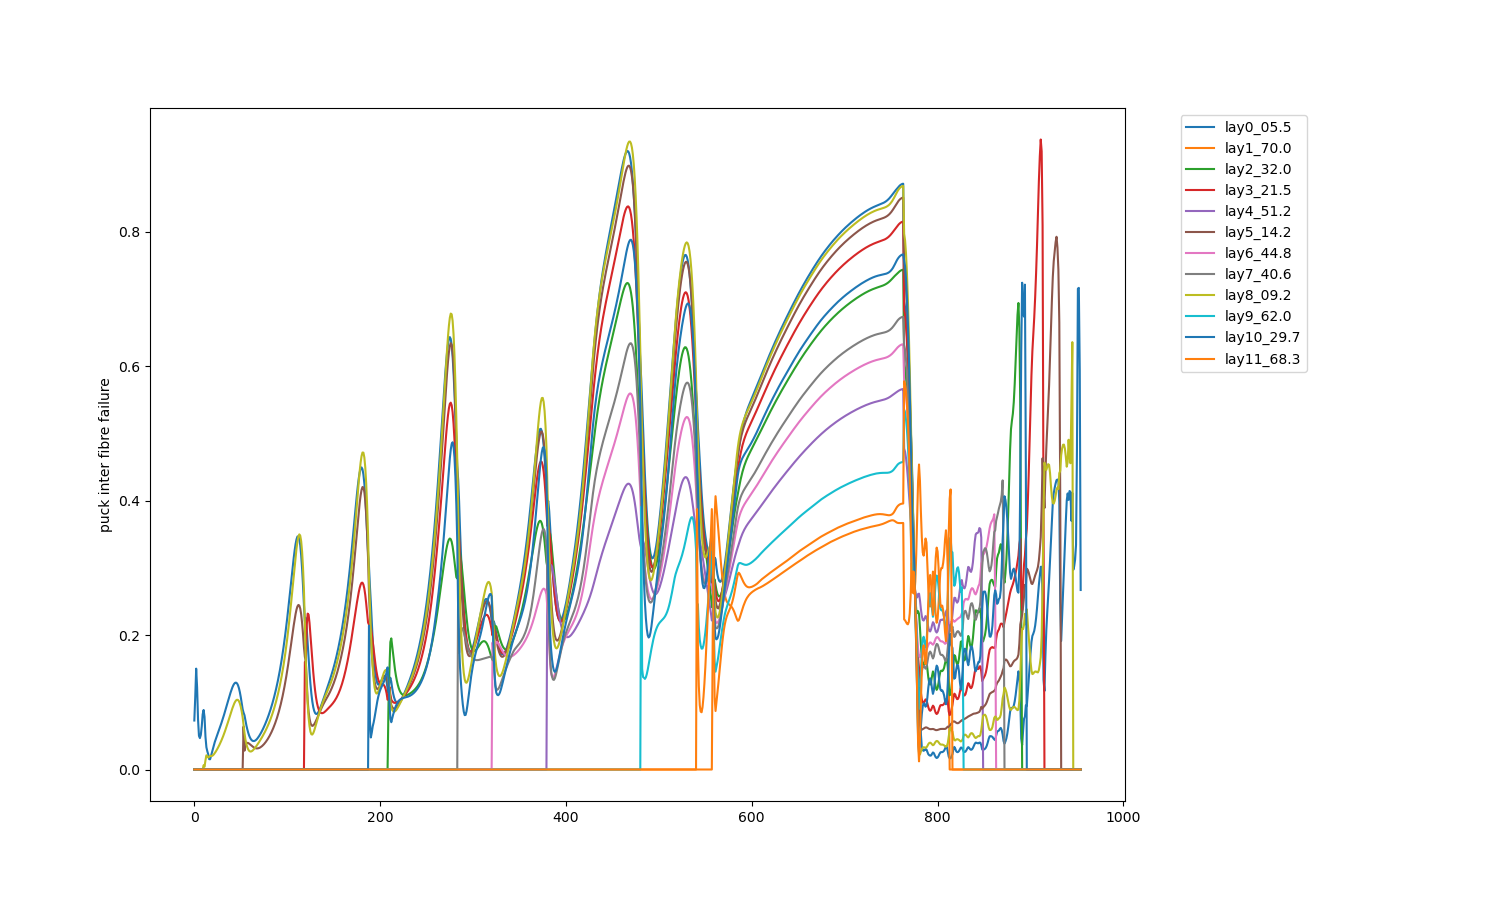 puck inter fibre failure
0.8
0.6
0.4
0.2
0.0
0
200
400
600
800
1000
lay0_05.5
lay1_70.0
lay2_32.0
lay3_21.5
lay4_51.2
lay5_14.2
lay6_44.8
lay7_40.6
lay8_09.2
lay9_62.0
lay10_29.7
lay11_68.3